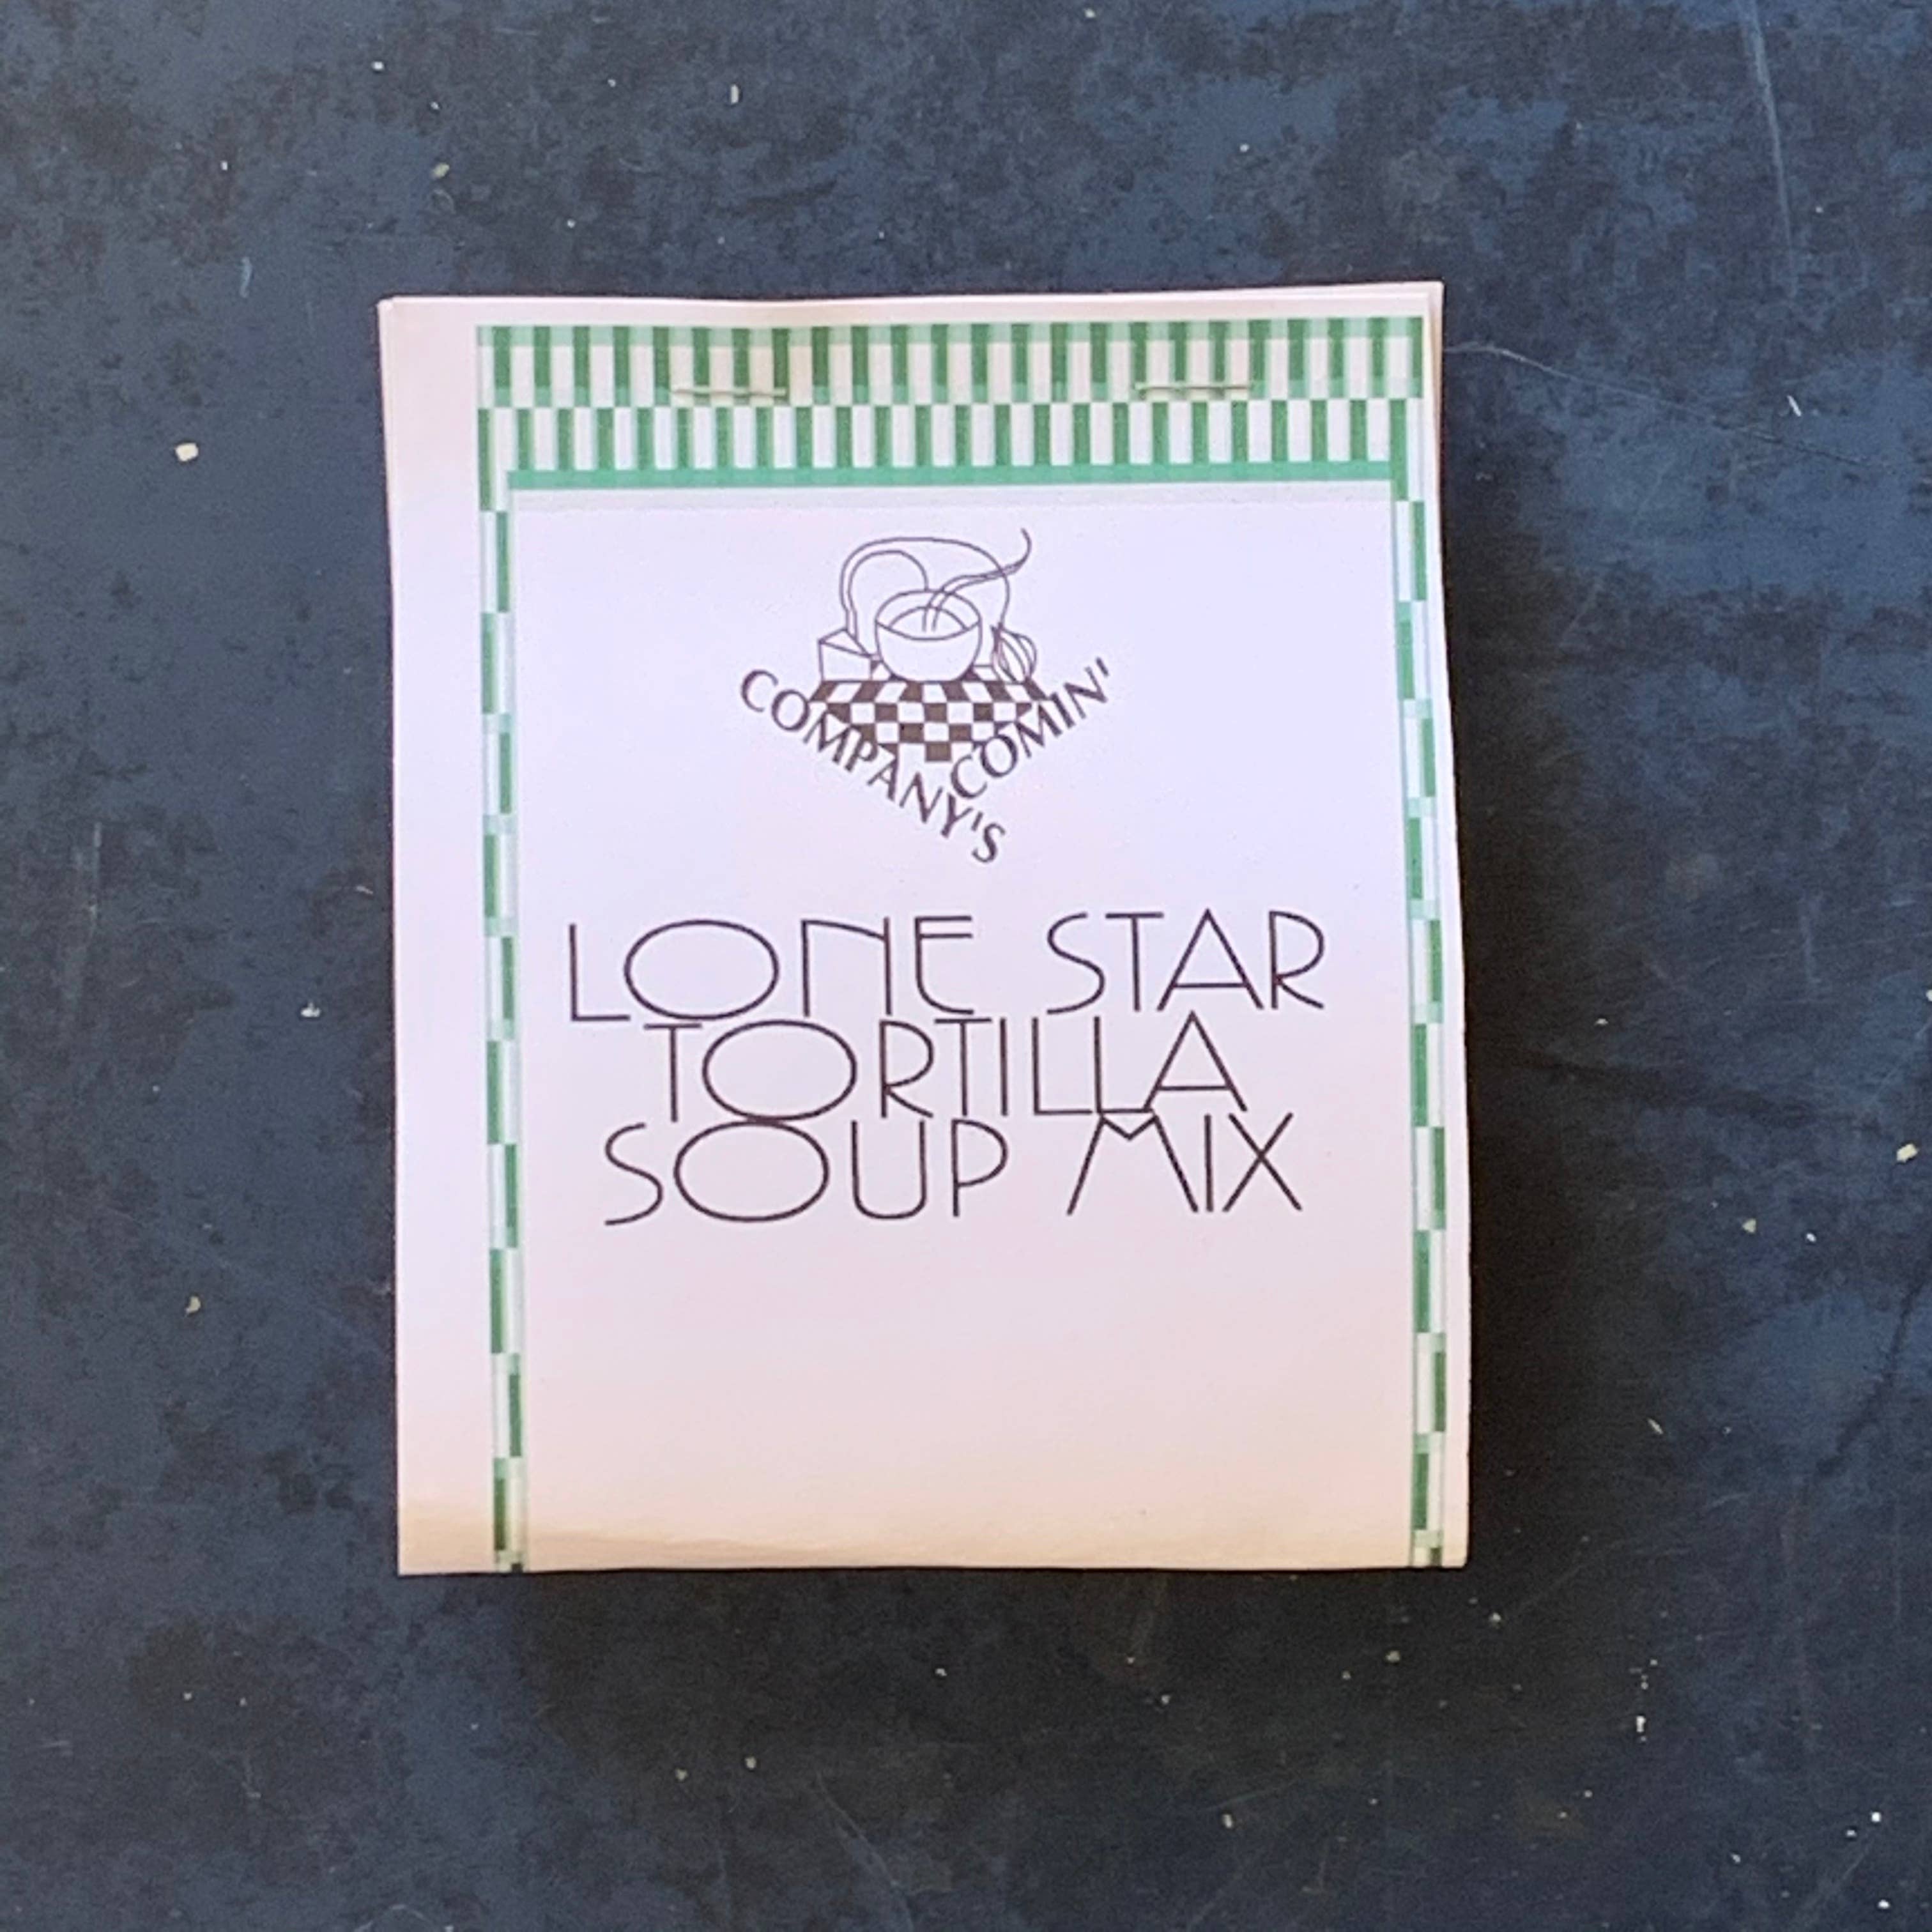 COMPANY'S
COMIN'
LONE STAR
TORTILLA
SOUP MIX